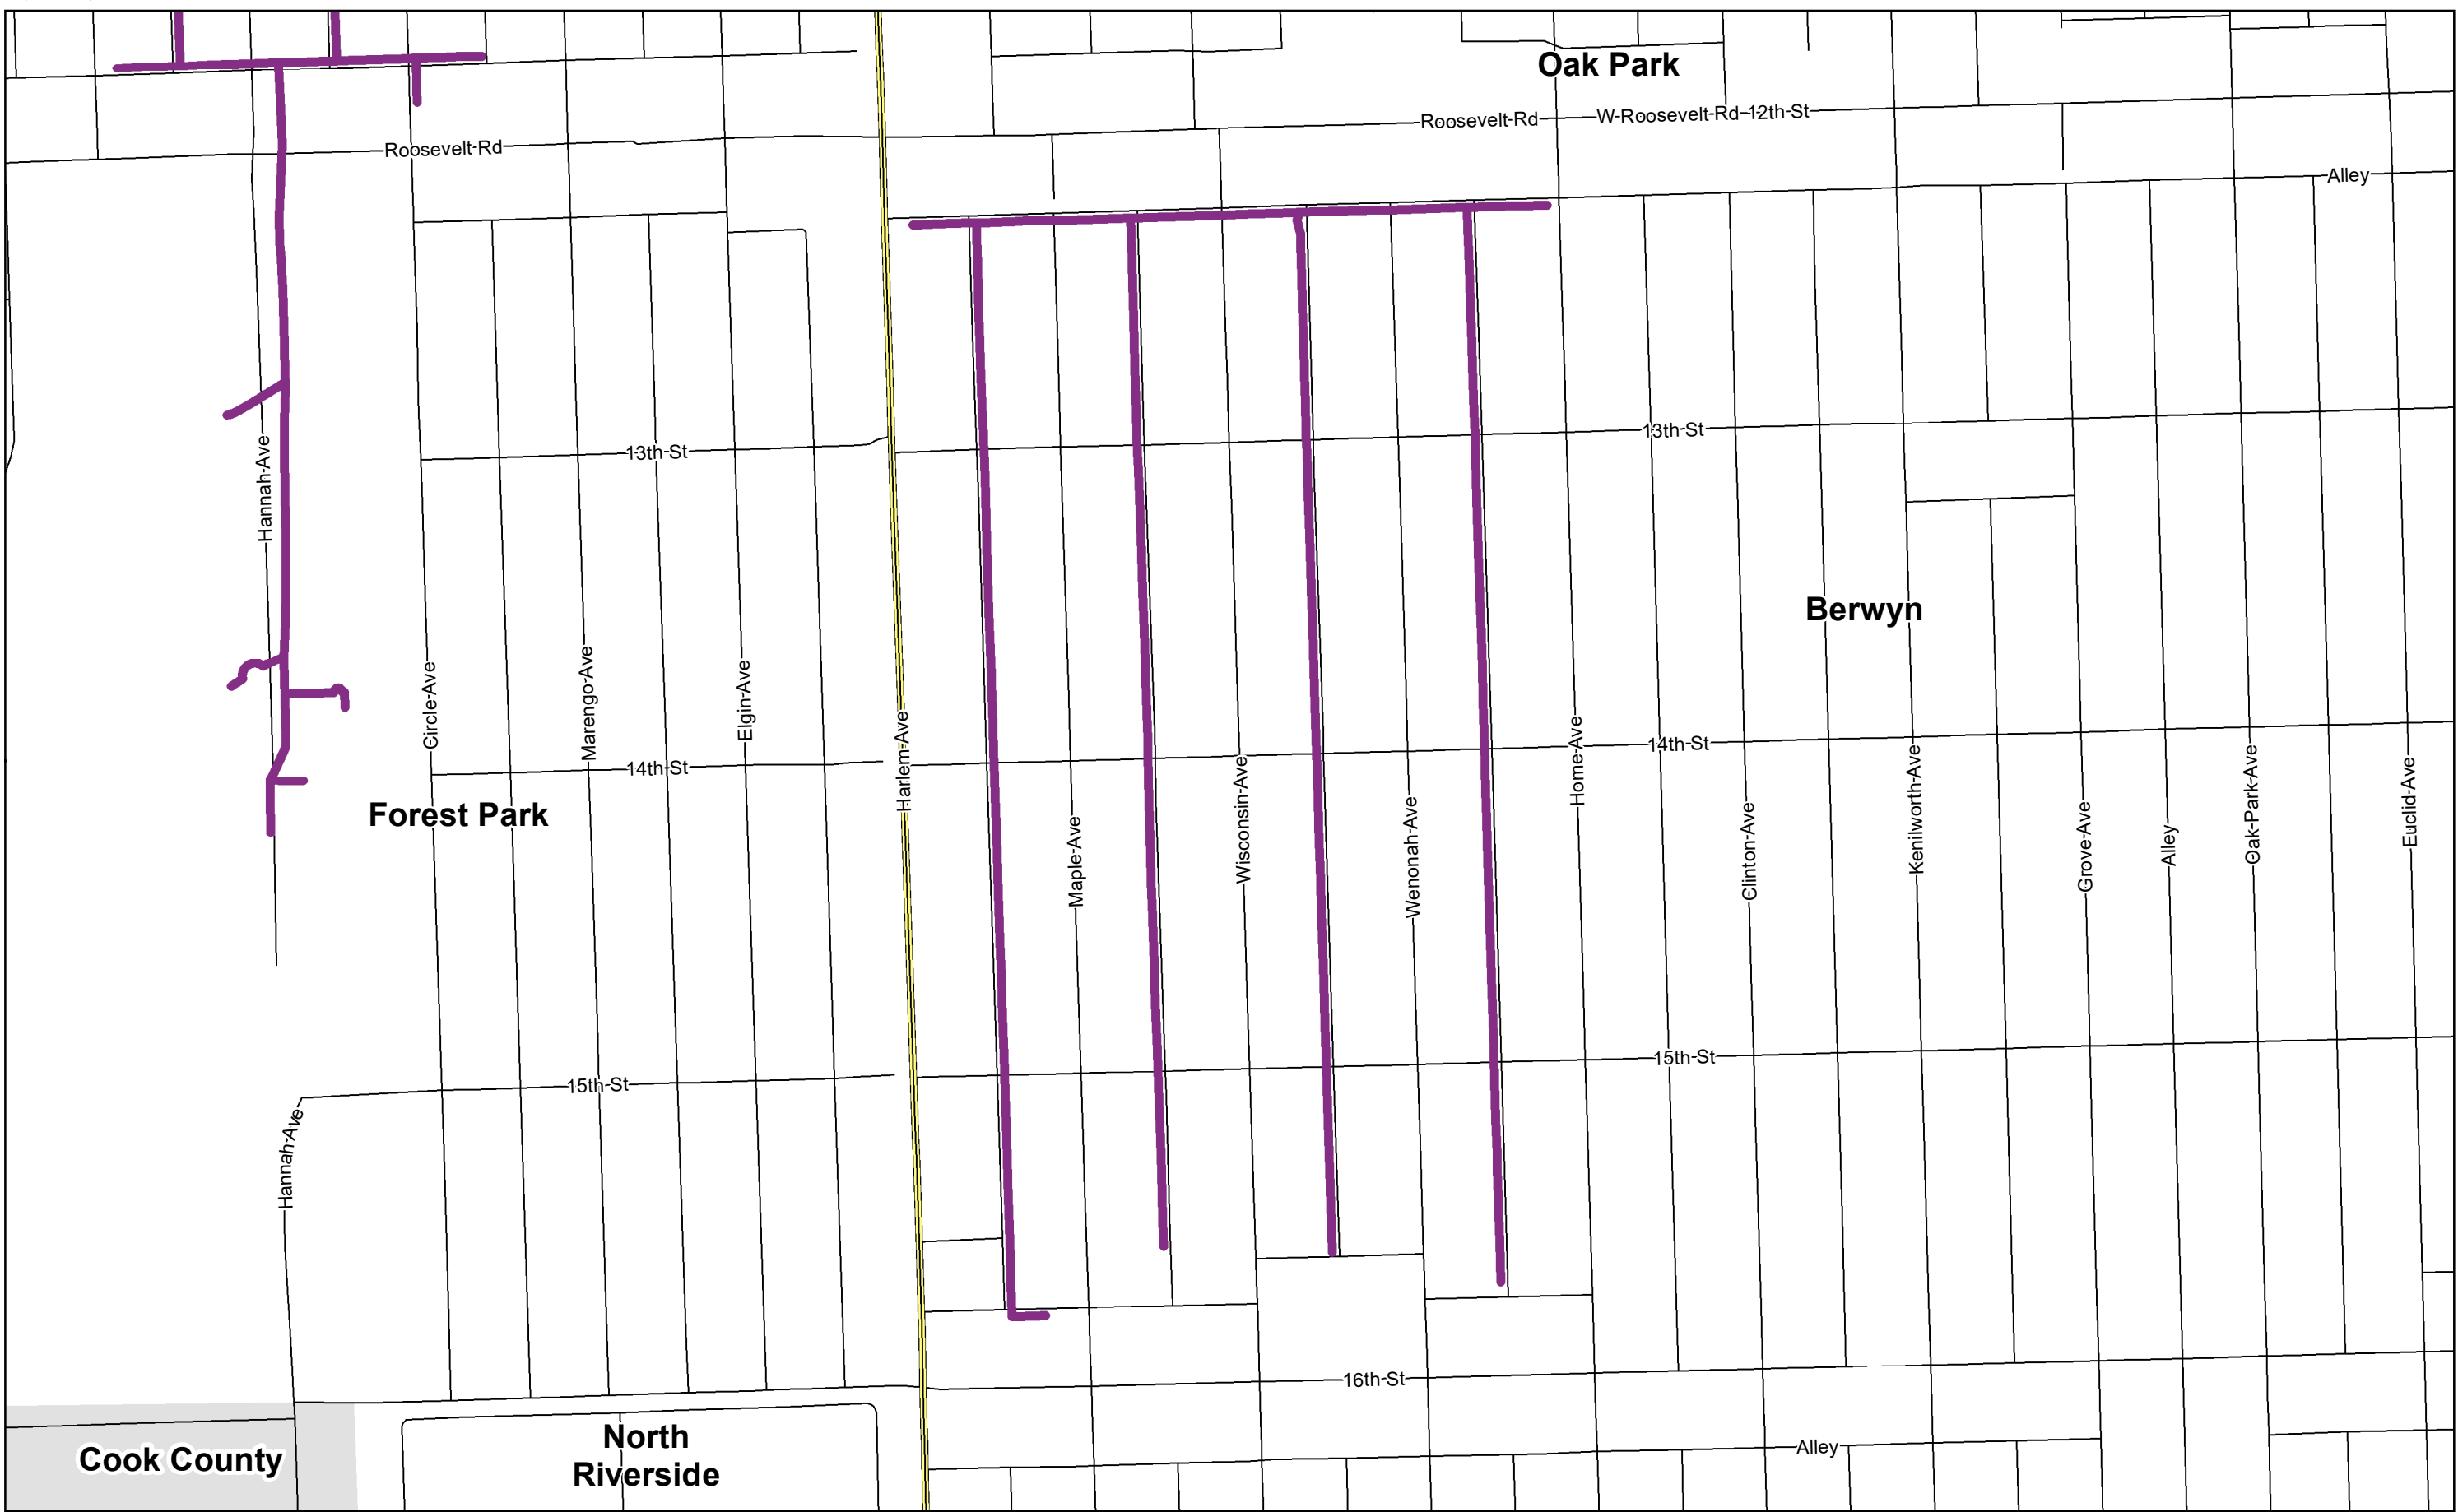 Oak Park
Roosevelt-Rd
W-Roosevelt-Rd-12th-St
Roosevelt-Rd
Alley
13th-St
13th-St
Hannah-Ave
Berwyn
Circle-Ave
Marengo-Ave
Elgin-Ave
Harlem-Ave
Home-Ave
14th-St
14th-St
Forest Park
Maple-Ave
Wisconsin-Ave
Wenonah-Ave
Clinton-Ave
Kenilworth-Ave
Grove-Ave
Alley
Oak-Park-Ave
Euclid-Ave
15th-St
15th-St
Hannah-Ave
16th-St
North
Riverside
Cook County
Alley